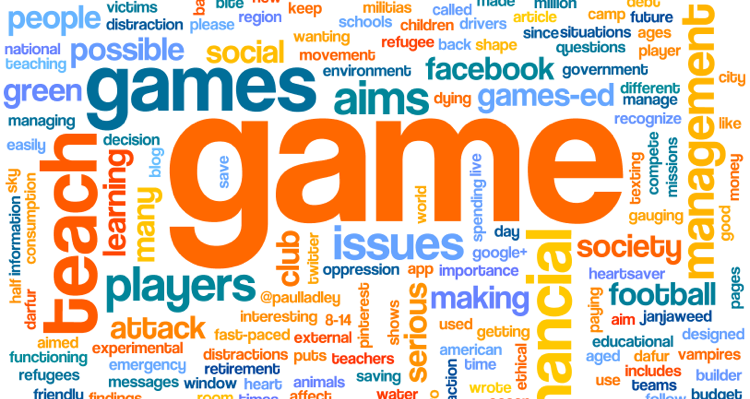 victims
bite
keep
militias
called
made
million
debt
people
distraction
please
region
schools
children
drivers
article
camp
future
national
possible
social
wanting
refugee
back
shape
since
situations
ages
teaching
movement
questions
player
green
games
environment
facebook
government
city
aims
dying
games-ed
different
manage
managing
recognize
like
easily
decision
game
management
teach
learning
many
blog
save
world
spending
live
texting
compete
missions
money
good
sky
information
consumption
half
darfur
gauging
club
twitter
issues
day
google+
society
players
oppression
app
importance
financial
heartsaver
football
pages
@paulladley
making
paying
aim
janjaweed
attack
interesting
8-14
pinterest
shows
serious
used
getting
aimed
fast-paced
external
educational
designed
functioning
experimental
distractions
puts
teachers
american
time
ethical
aged
dafur
vampires
refugees
emergency
retirement
saving
includes
builder
messages
window
heart
animals
wrote
use
teams
friendly
findings
room
times
affect
water
action
follow
budget